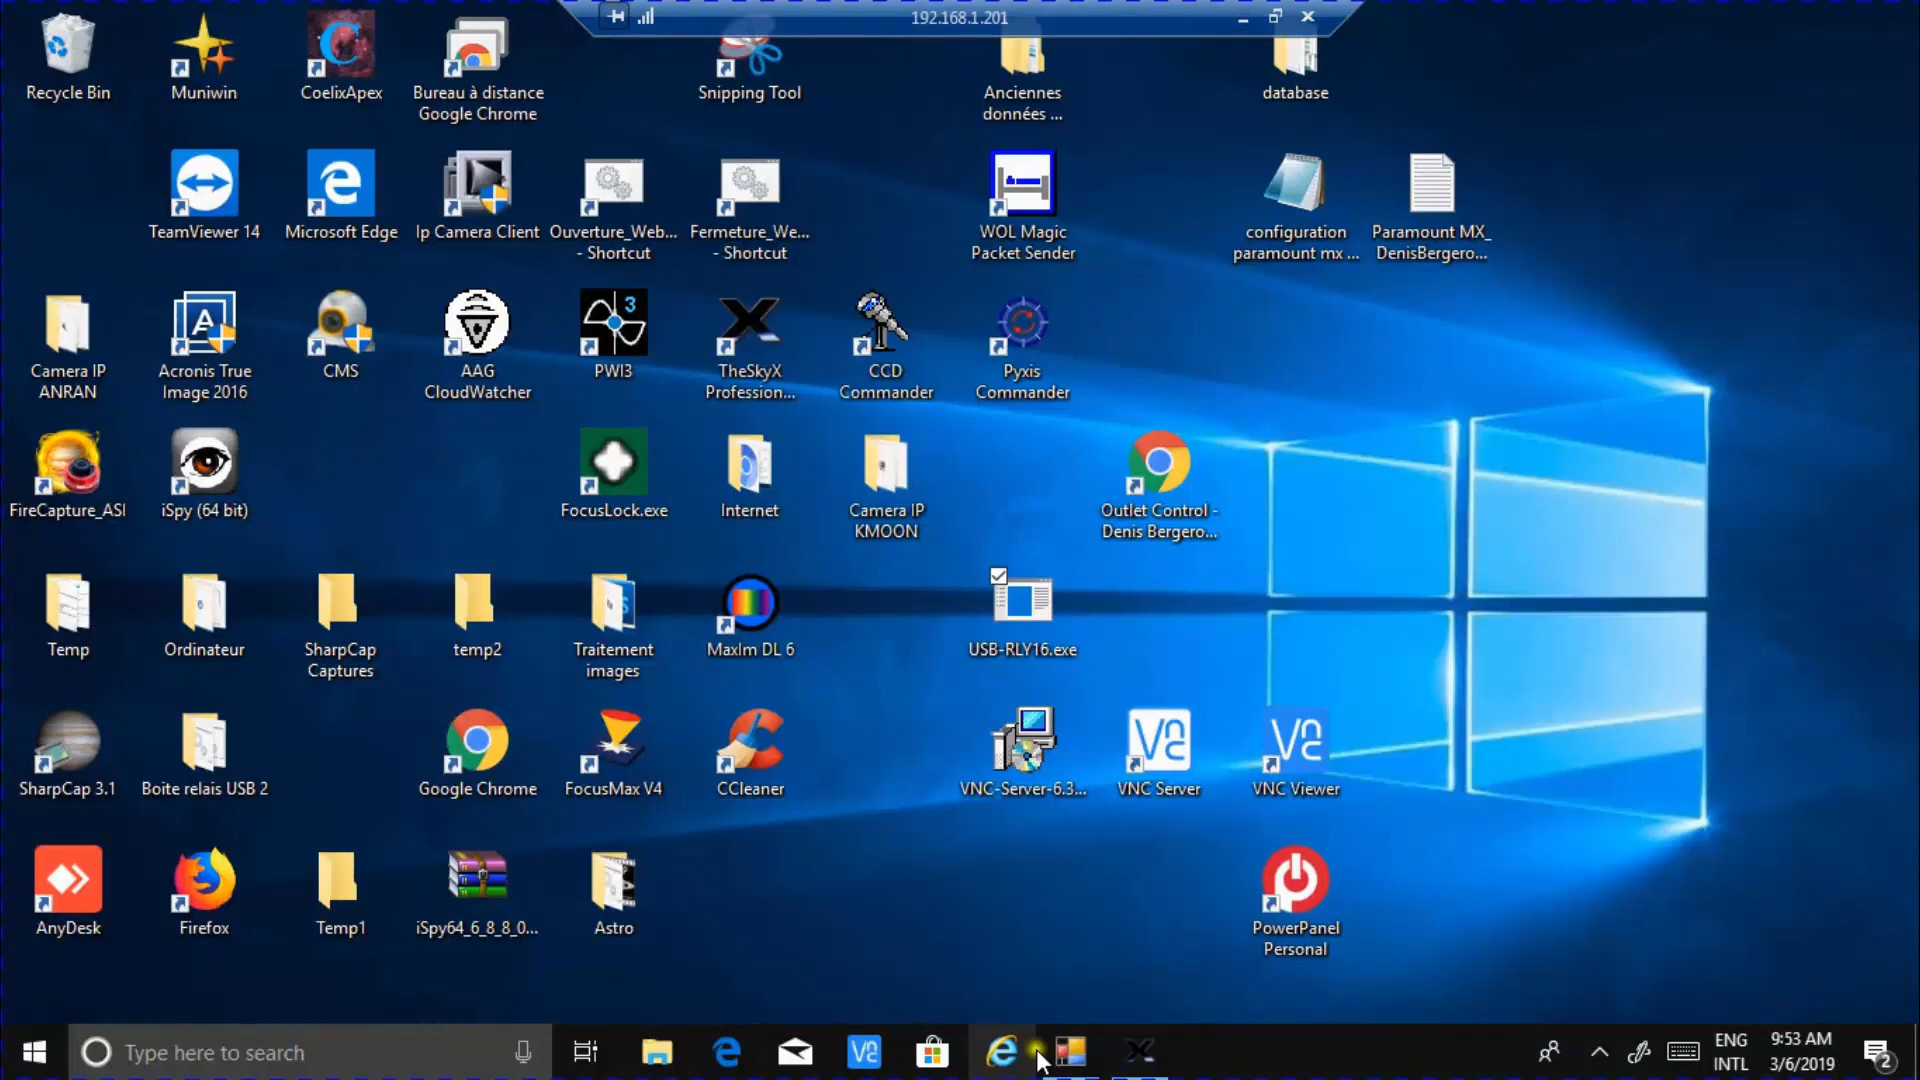 192.168.1.201
Recycle Bin
Muniwin
CoelixApex
Bureau à distance
Google Chrome
Snipping Tool
Anciennes
données ...
database
TeamViewer 14
Microsoft Edge
Ip Camera Client
Ouverture_Web...
- Shortcut
Fermeture_We...
- Shortcut
WOL Magic
Packet Sender
configuration
paramount mx ...
Paramount MX_
DenisBergero...
Camera IP
ANRAN
Acronis True
Image 2016
CMS
AAG
CloudWatcher
3
PWI3
TheSkyX
Profession...
CCD
Commander
Pyxis
Commander
FireCapture_ASI
iSpy (64 bit)
FocusLock.exe
Internet
Camera IP
KMOON
Outlet Control -
Denis Bergero...
Temp
Ordinateur
SharpCap
Captures
temp2
Traitement
images
MaxIm DL 6
USB-RLY16.exe
SharpCap 3.1
Boite relais USB 2
Google Chrome
FocusMax V4
CCleaner
VNC-Server-6.3...
VNC Server
VNC Viewer
AnyDesk
Firefox
Temp1
iSpy64_6_8_8_0...
Astro
PowerPanel
Personal
Type here to search
ENG
INTL
9:53 AM
3/6/2019
2